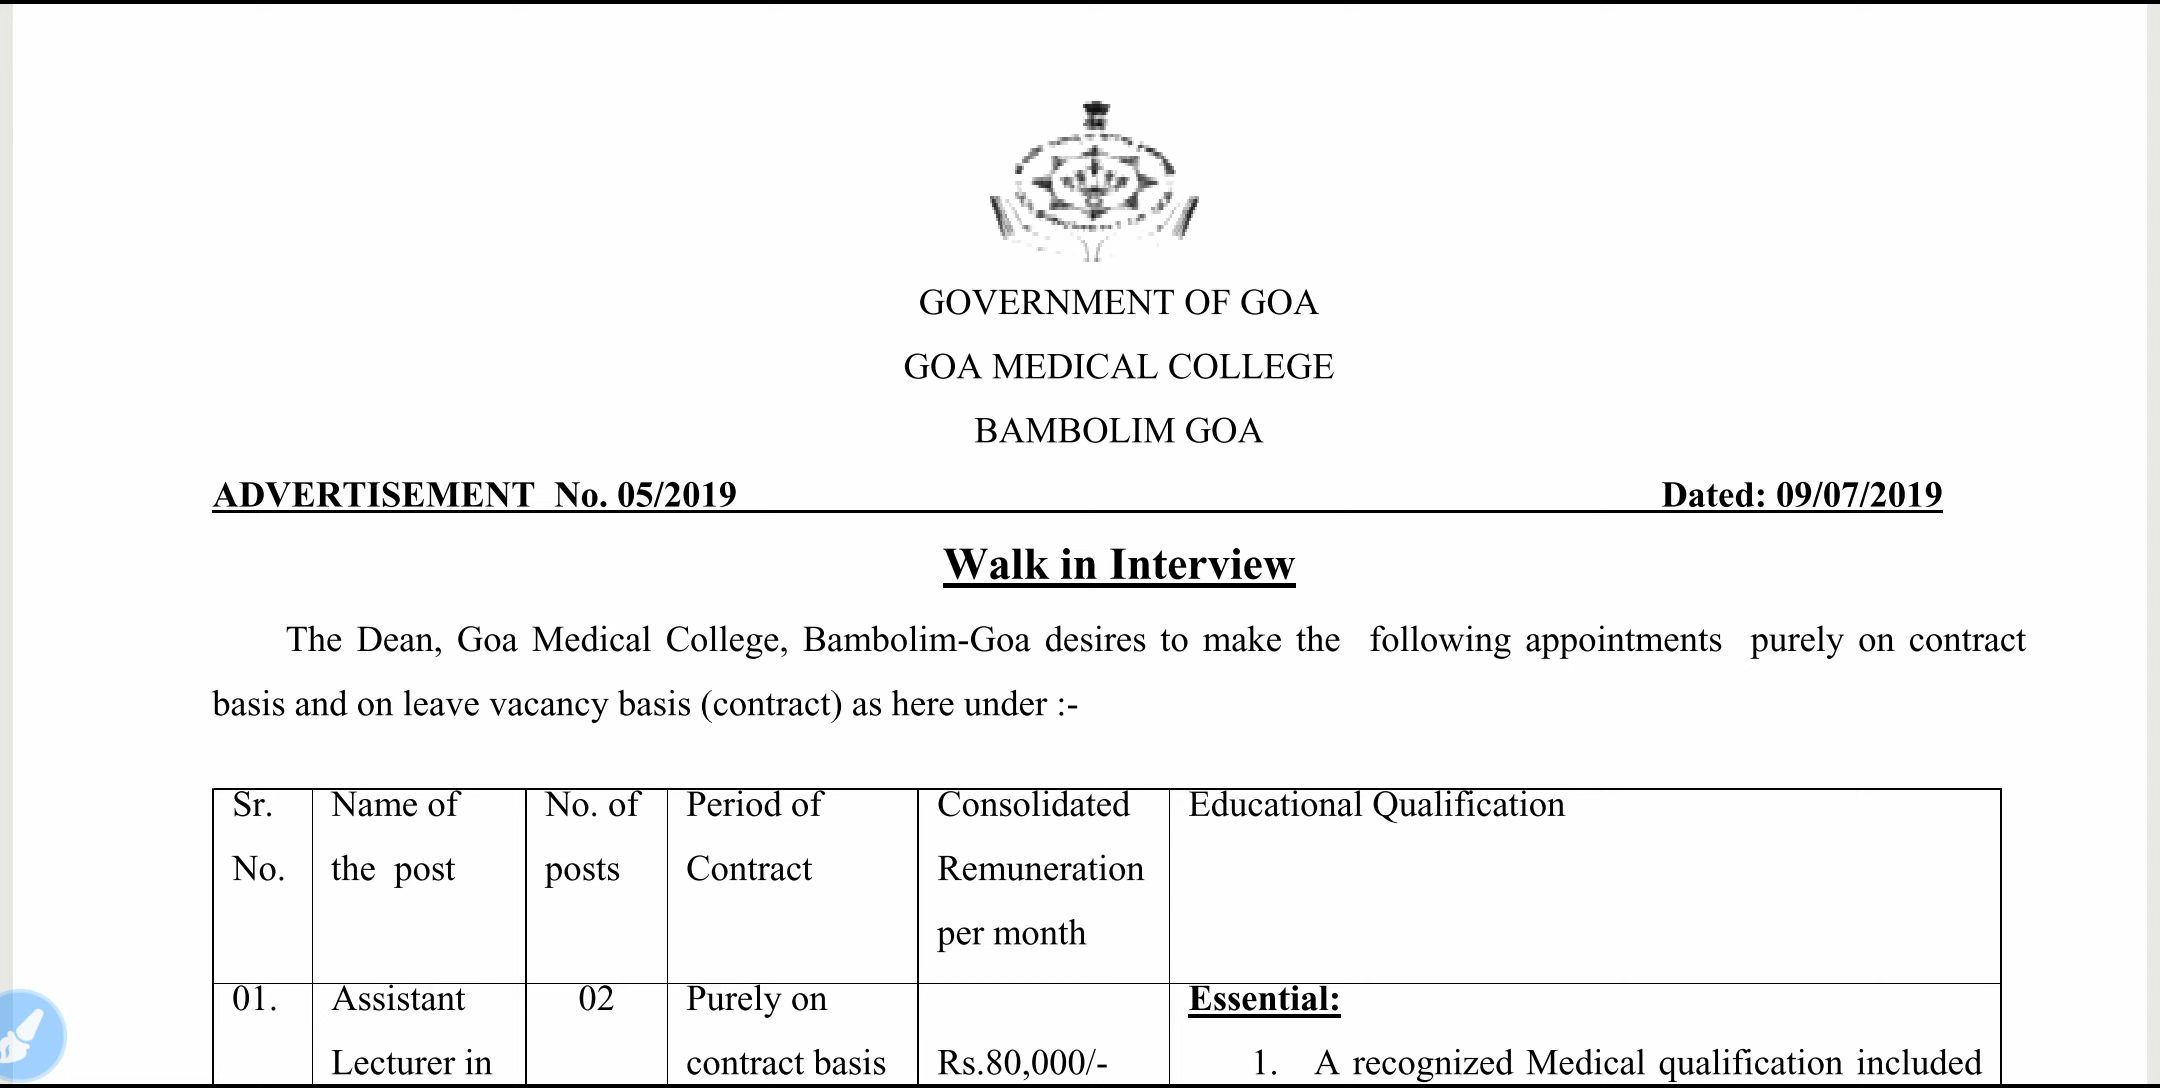 GOVERNMENT OF GOA
GOA MEDICAL COLLEGE
BAMBOLIM GOA
ADVERTISEMENT No. 05/2019 Dated: 09/07/2019
Walk in Interview
The Dean, Goa Medical College, Bambolim-Goa desires to make the following appointments purely on contract
basis and on leave vacancy basis (contract) as here under :-
Sr. Name of No. of Period of Consolidated Educational Qualification
No. the post posts Contract Remuneration
per month
01. Assistant 02 Purely on Essential:
Lecturer in contract basis Rs.80,000/- 1. A recognized Medical qualification included